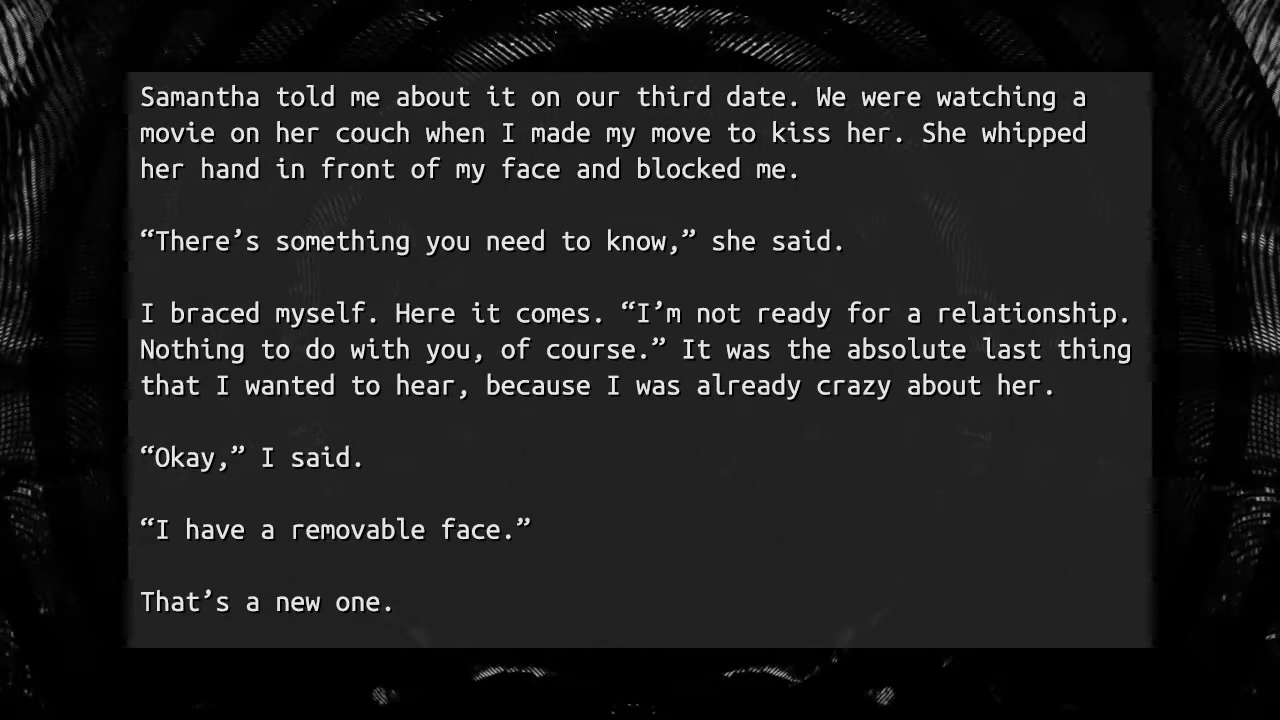 Samantha told me about it on our third date. We were watching a
movie on her couch when I made my move to kiss her. She whipped
her hand in front of my face and blocked me.
“There’s something you need to know,” she said.
I braced myself. Here it comes. “I’m not ready for a relationship.
Nothing to do with you, of course.” It was the absolute last thing
that I wanted to hear, because I was already crazy about her.
“Okay,” I said.
“I have a removable face.”
That’s a new one.